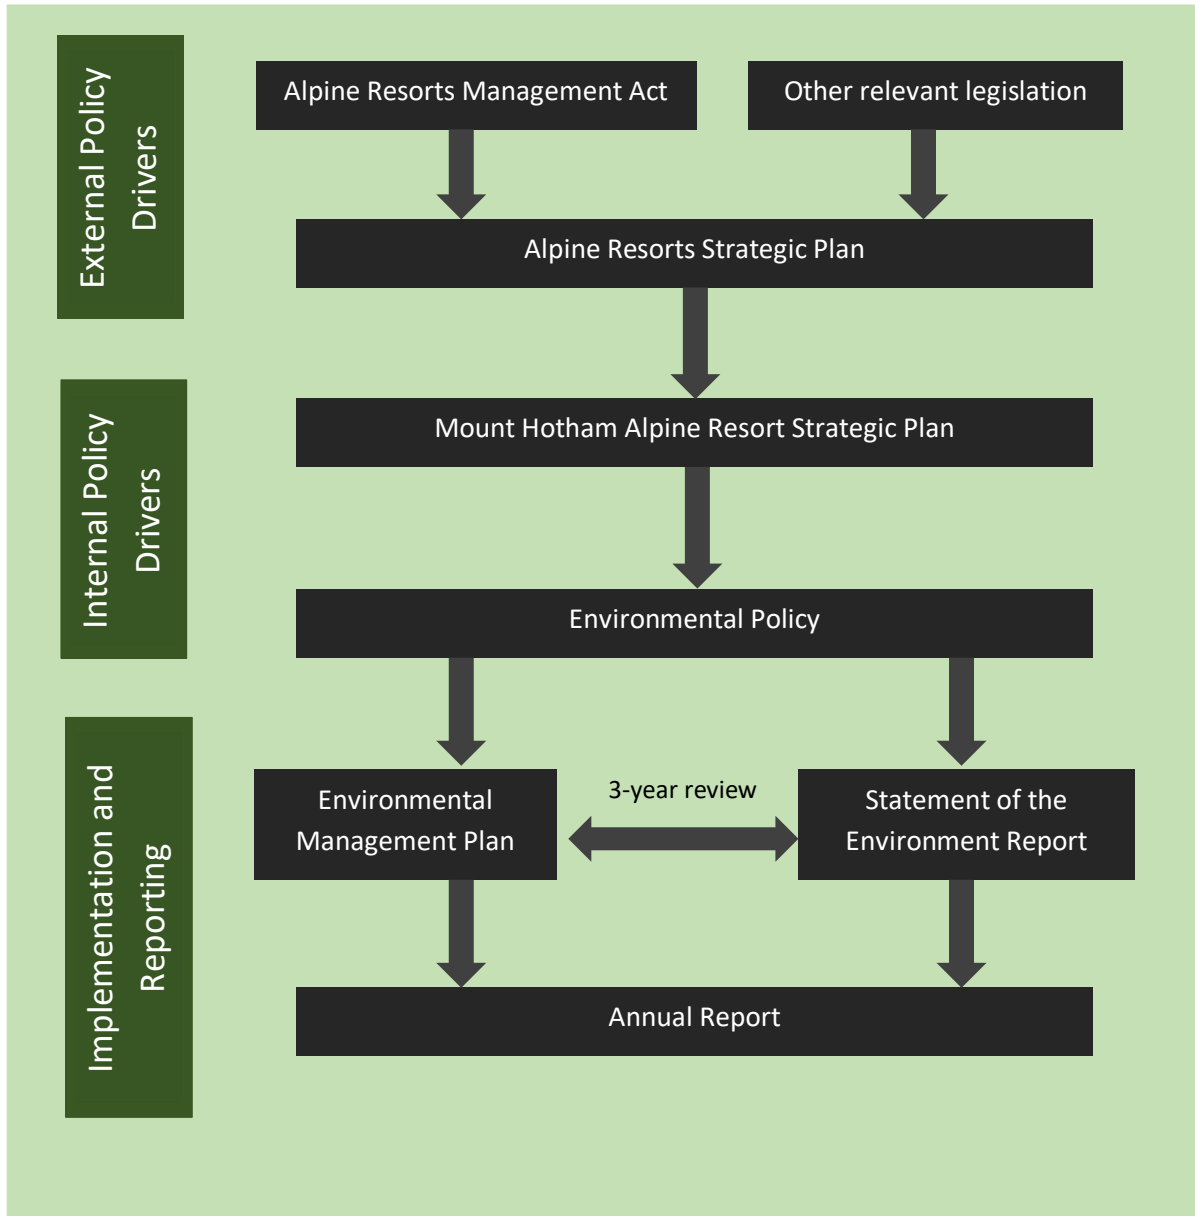 External Policy
Drivers
Alpine Resorts Management Act
Other relevant legislation
Alpine Resorts Strategic Plan
Internal Policy
Drivers
Mount Hotham Alpine Resort Strategic Plan
Environmental Policy
Implementation and
Reporting
Environmental
Management Plan
3-year review
Statement of the
Environment Report
Annual Report